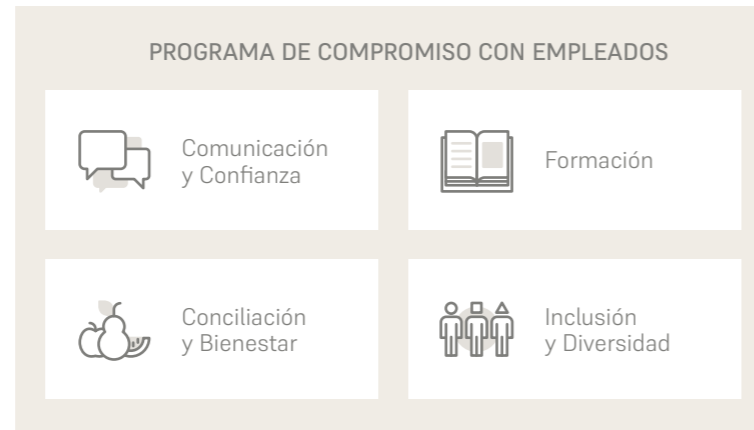 PROGRAMA DE COMPROMISO CON EMPLEADOS
Comunicación
y Confianza
Formación
Conciliación
y Bienestar
Inclusión
y Diversidad